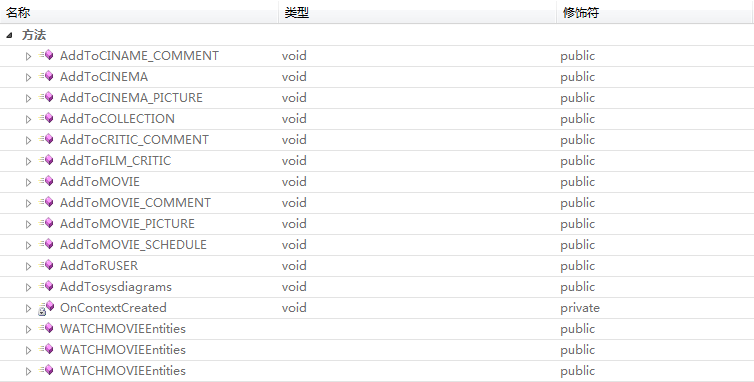 名称 类型 修饰符
方法
AddToCINAME_COMMENT void public
AddToCINEMA void public
AddToCINEMA_PICTURE void public
AddToCOLLECTION void public
AddToCRITIC_COMMENT void public
AddToFILM_CRITIC void public
AddToMOVIE void public
AddToMOVIE_COMMENT void public
AddToMOVIE_PICTURE void public
AddToMOVIE_SCHEDULE void public
AddToRUSER void public
AddTosysdiagrams void public
OnContextCreated void private
WATCHMOVIEEntities public
WATCHMOVIEEntities public
WATCHMOVIEEntities public